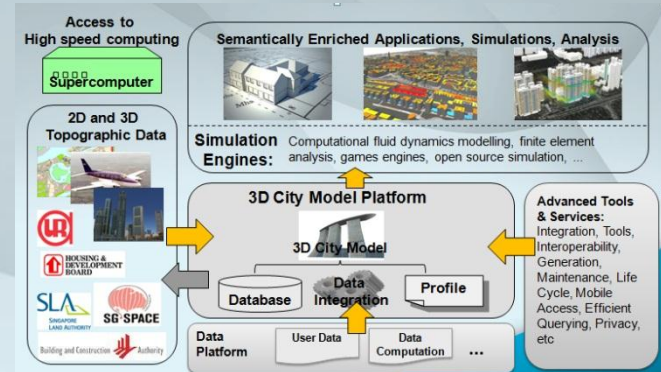 Access to
High speed computing
Supercomputer
2D and 3D
Topographic Data
HOUSING &
DEVELOPMENT
BOARD
SLA
SINGAPORE
LAND AUTHORITY
SG-SPACE
Building and Construction Authority
Semantically Enriched Applications, Simulations, Analysis
Simulation
Engines:
Computational fluid dynamics modelling, finite element
analysis, games engines, open source simulation, ...
3D City Model Platform
3D City Model
Database
Data
Integration
Profile
Data
Platform
User Data
Data
Computation
...
Advanced Tools
& Services:
Integration, Tools,
Interoperability,
Generation,
Maintenance, Life
Cycle, Mobile
Access, Efficient
Querying, Privacy,
etc